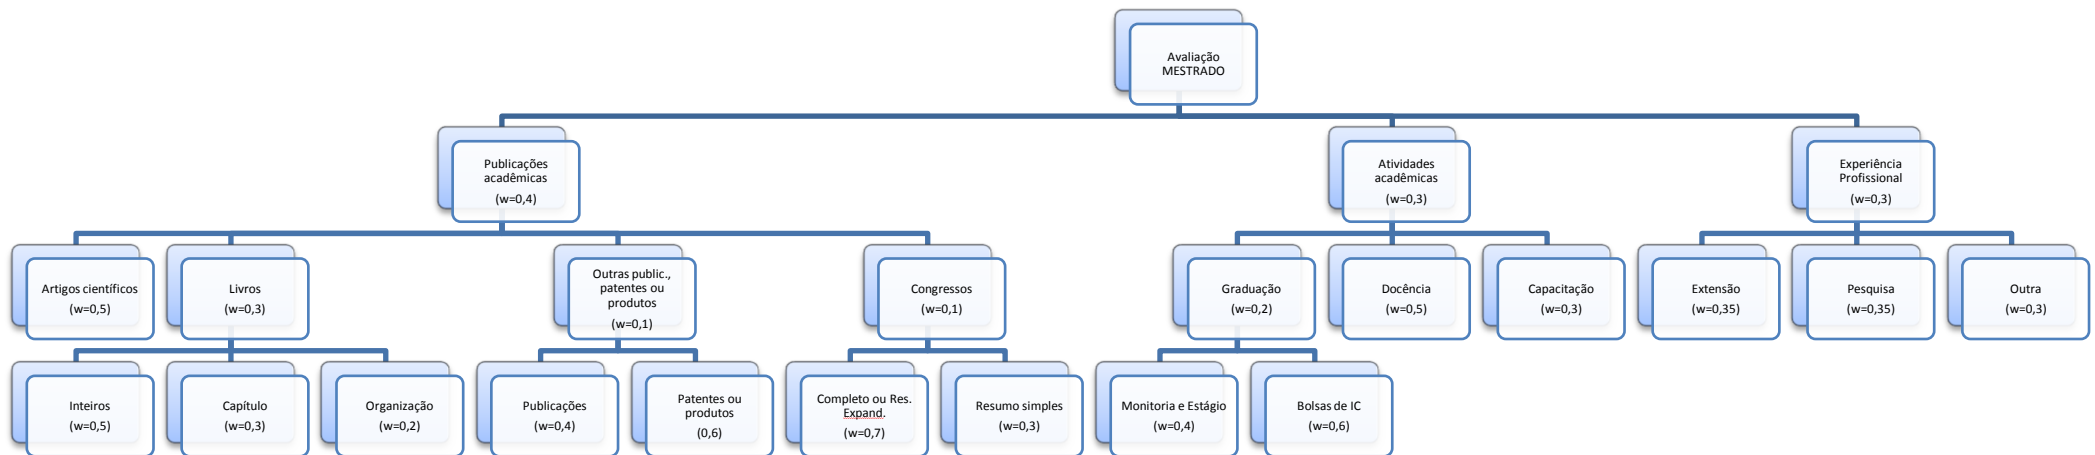 Avaliação
MESTRADO
Publicações
acadêmicas
(w=0,4)
Atividades
acadêmicas
(w=0,3)
Experiência
Profissional
(w=0,3)
Artigos científicos
(w=0,5)
Livros
(w=0,3)
Outras public.,
patentes ou
produtos
(w=0,1)
Congressos
(w=0,1)
Graduação
(w=0,2)
Docência
(w=0,5)
Capacitação
(w=0,3)
Extensão
(w=0,35)
Pesquisa
(w=0,35)
Outra
(w=0,3)
Inteiros
(w=0,5)
Capítulo
(w=0,3)
Organização
(w=0,2)
Publicações
(w=0,4)
Patentes ou
produtos
(0,6)
Completo ou Res.
Expand.
(w=0,7)
Resumo simples
(w=0,3)
Monitoria e Estágio
(w=0,4)
Bolsas de IC
(w=0,6)